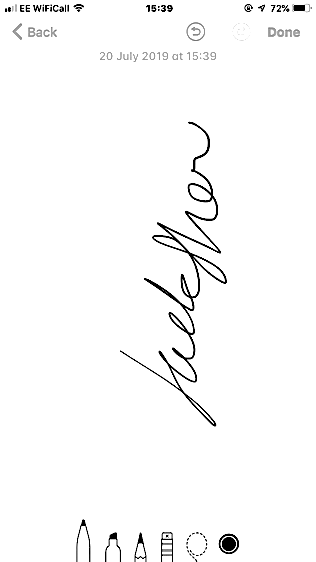 EE WiFiCall 15:39 72%
Back Done
20 July 2019 at 15:39